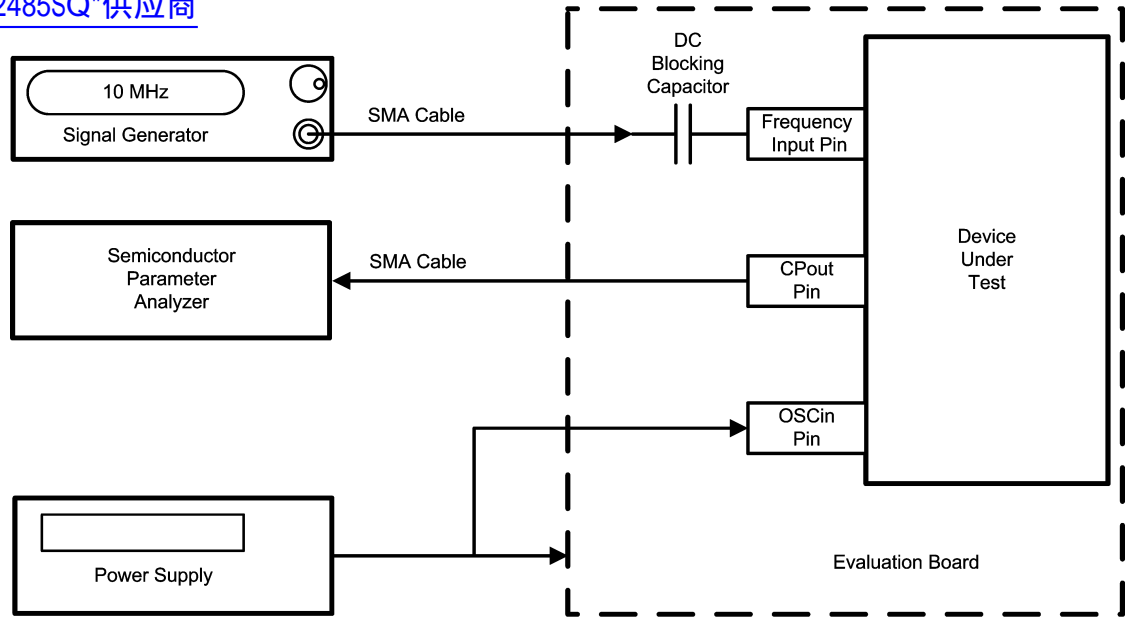 2485SQ"供应商
DC
Blocking
Capacitor
10 MHz
Signal Generator
SMA Cable
Frequency
Input Pin
Semiconductor
Parameter
Analyzer
SMA Cable
CPout
Pin
Device
Under
Test
OSCin
Pin
Power Supply
Evaluation Board